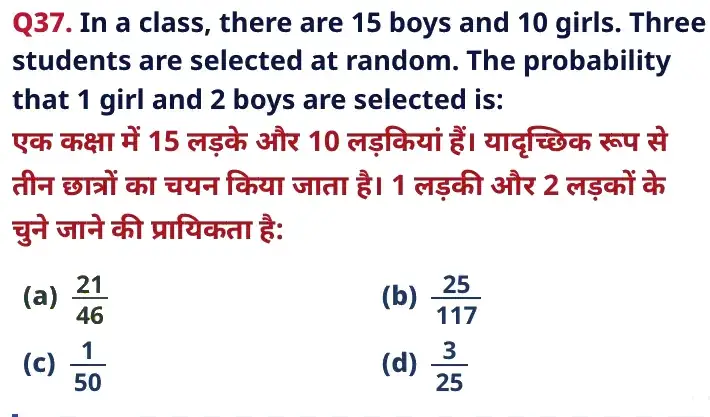 Q37. In a class, there are 15 boys and 10 girls. Three
students are selected at random. The probability
that 1 girl and 2 boys are selected is:
एक कक्षा में 15 लड़के और 10 लड़कियां हैं। यादृच्छिक रूप से
तीन छात्रों का चयन किया जाता है। 1 लड़की और 2 लड़कों के
चुने जाने की प्रायिकता है:
(a) 21/46 (b) 25/117
(c) 1/50 (d) 3/25